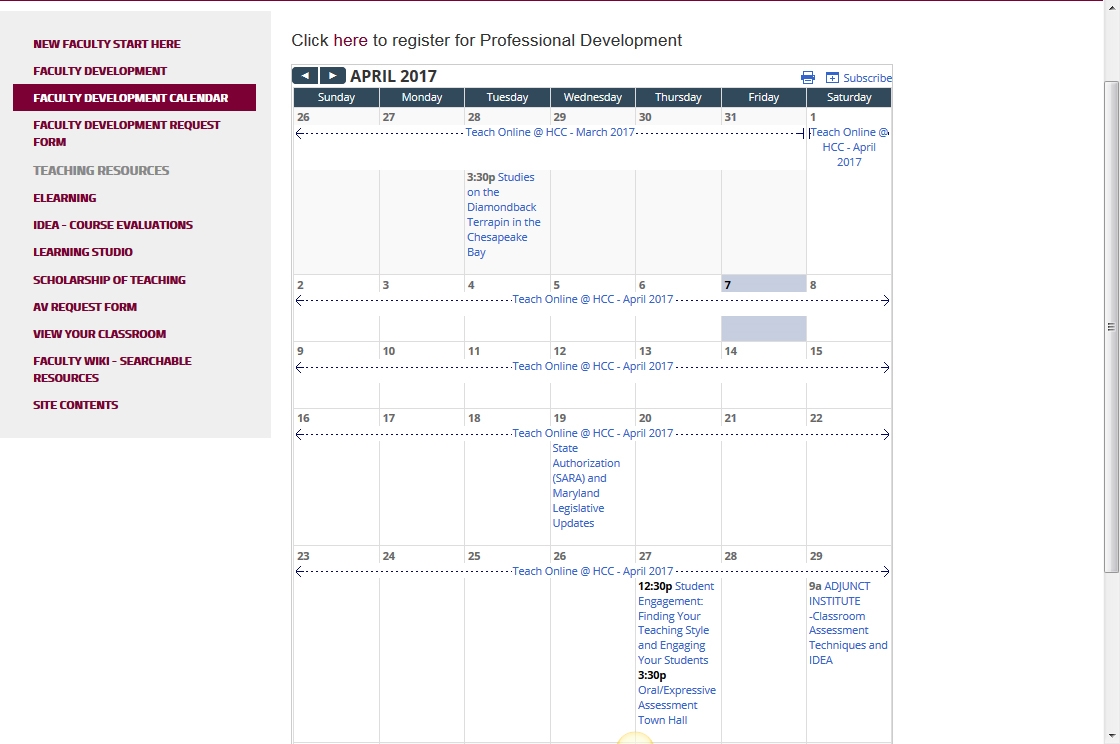 NEW FACULTY START HERE
FACULTY DEVELOPMENT
FACULTY DEVELOPMENT CALENDAR
FACULTY DEVELOPMENT REQUEST
FORM
TEACHING RESOURCES
ELEARNING
IDEA - COURSE EVALUATIONS
LEARNING STUDIO
SCHOLARSHIP OF TEACHING
AV REQUEST FORM
VIEW YOUR CLASSROOM
FACULTY WIKI - SEARCHABLE
RESOURCES
SITE CONTENTS
Click here to register for Professional Development
APRIL 2017
Subscribe
Sunday Monday Tuesday Wednesday Thursday Friday Saturday
26 27 28 29 30 31 1
Teach Online @ HCC - March 2017
Teach Online @
HCC - April
2017
3:30p Studies
on the
Diamondback
Terrapin in the
Chesapeake
Bay
2 3 4 5 6 7 8
Teach Online @ HCC - April 2017
9 10 11 12 13 14 15
Teach Online @ HCC - April 2017
16 17 18 19 20 21 22
Teach Online @ HCC - April 2017
State
Authorization
(SARA) and
Maryland
Legislative
Updates
23 24 25 26 27 28 29
Teach Online @ HCC - April 2017
12:30p Student
Engagement:
Finding Your
Teaching Style
and Engaging
Your Students
3:30p
Oral/Expressive
Assessment
Town Hall
9a ADJUNCT
INSTITUTE
-Classroom
Assessment
Techniques and
IDEA